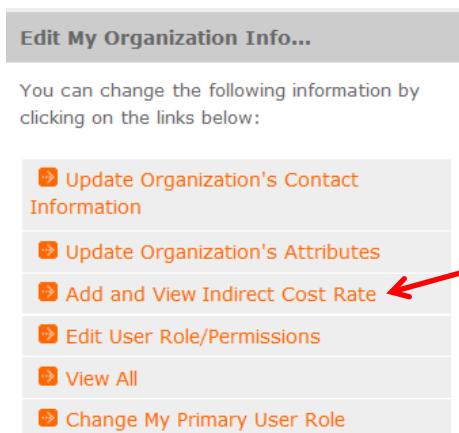 Edit My Organization Info...
You can change the following information by
clicking on the links below:
Update Organization's Contact
Information
Update Organization's Attributes
Add and View Indirect Cost Rate
Edit User Role/Permissions
View All
Change My Primary User Role